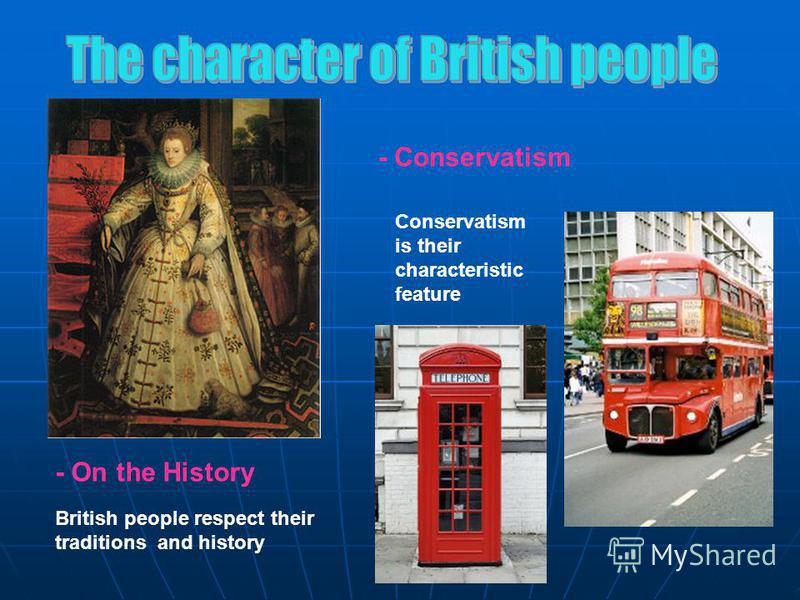 The character of British people
- Conservatism
Conservatism
is their
characteristic
feature
98
TELEPHONE
- On the History
British people respect their
traditions and history
MyShared